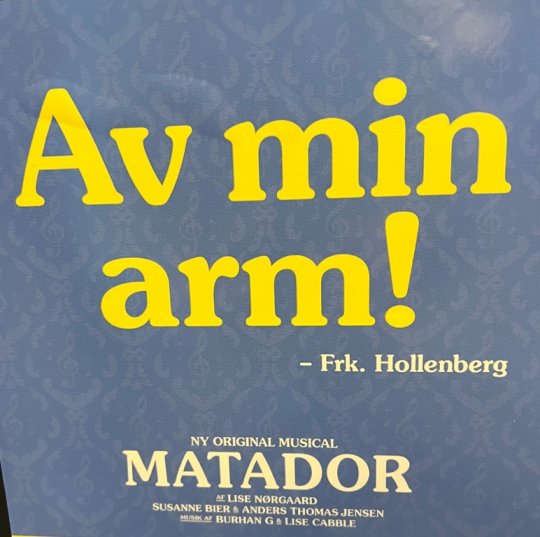 Av min
arm!
– Frk. Hollenberg
NY ORIGINAL MUSICAL
MATADOR
AF LISE NØRGAARD
SUSANNE BIER & ANDERS THOMAS JENSEN
MUSIK AF BURHAN G & LISE CABBLE